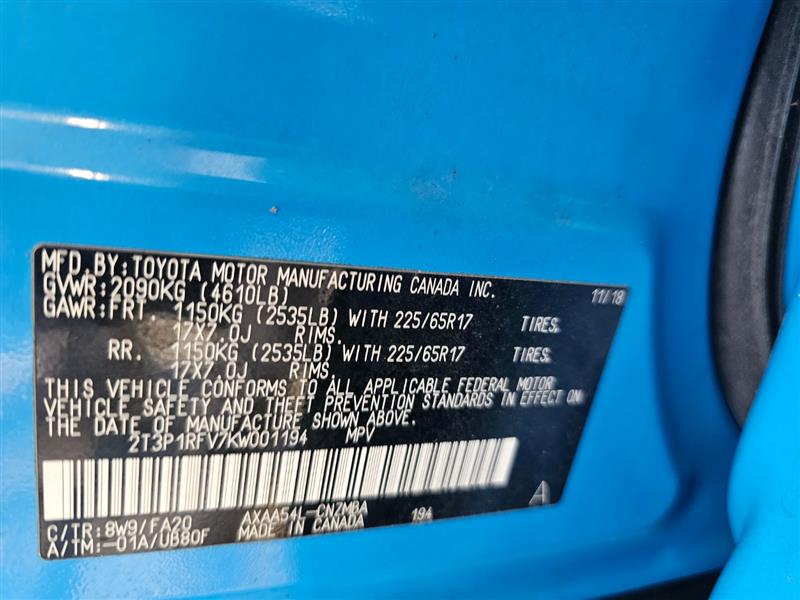 MFD. BY: TOYOTA MOTOR MANUFACTURING CANADA INC.
GVWR: 2090KG (4610LB) 11/18
GAWR: FRT. 1150KG (2535LB) WITH 225/65R17 TIRES,
17X7.0J RIMS.
RR. 1150KG (2535LB) WITH 225/65R17 TIRES,
17X7.0J RIMS.
THIS VEHICLE CONFORMS TO ALL APPLICABLE FEDERAL MOTOR
VEHICLE SAFETY AND THEFT PREVENTION STANDARDS IN EFFECT ON
THE DATE OF MANUFACTURE SHOWN ABOVE.
2T3P1RFV7KW001194 MPV
C/TR: 8W9/FA20 AXAA54L-CNZMBA 194 A
A/TM: -01A/UB80F MADE IN CANADA